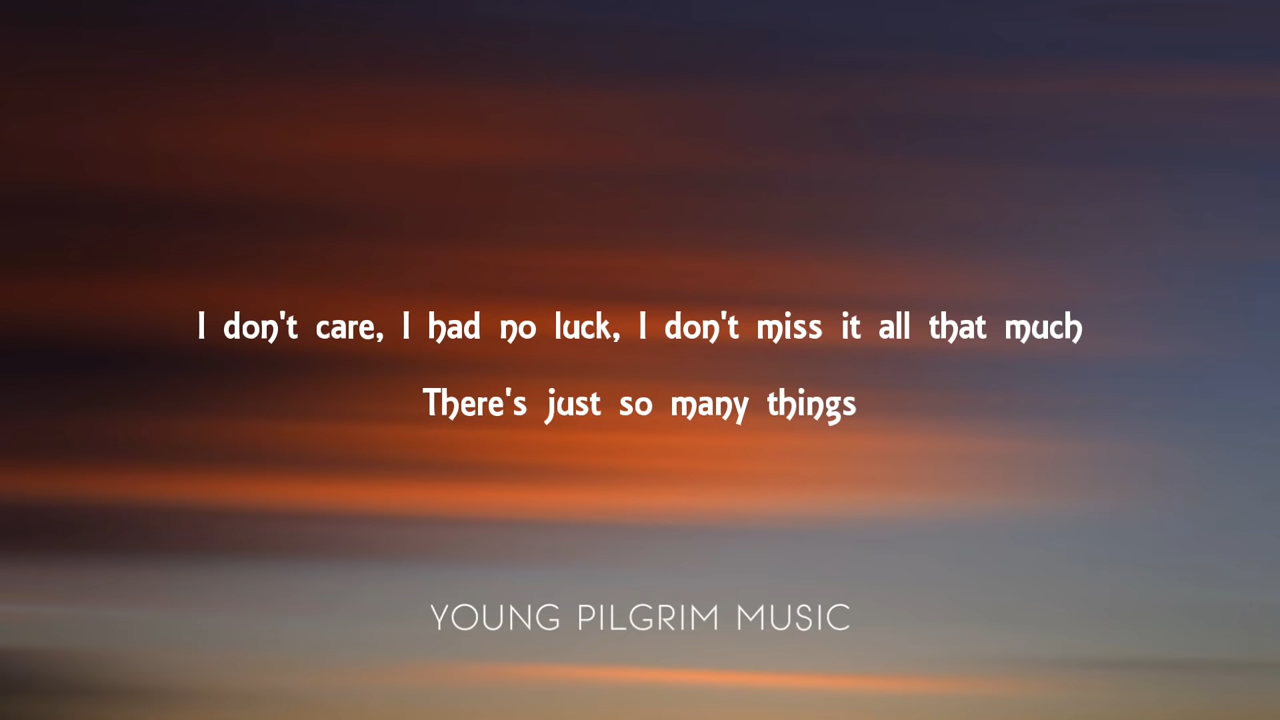 I don't care, I had no luck, I don't miss it all that much
There's just so many things
YOUNG PILGRIM MUSIC